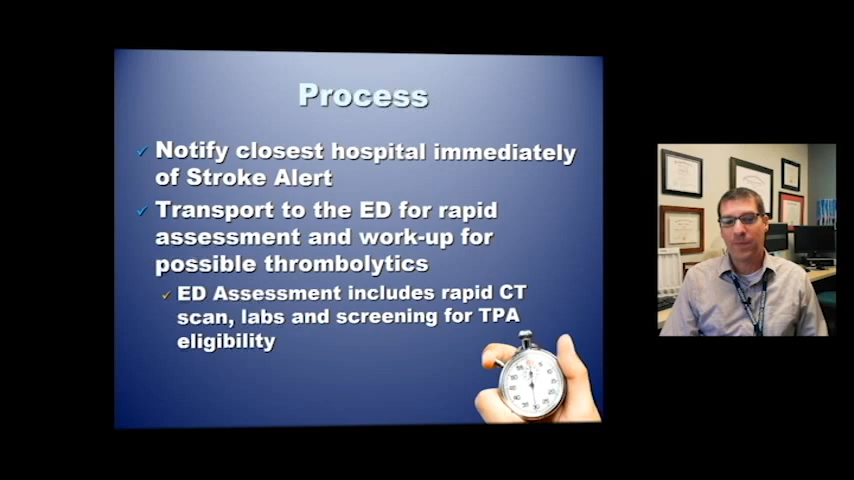 Process
Notify closest hospital immediately
of Stroke Alert
Transport to the ED for rapid
assessment and work-up for
possible thrombolytics
ED Assessment includes rapid CT
scan, labs and screening for TPA
eligibility